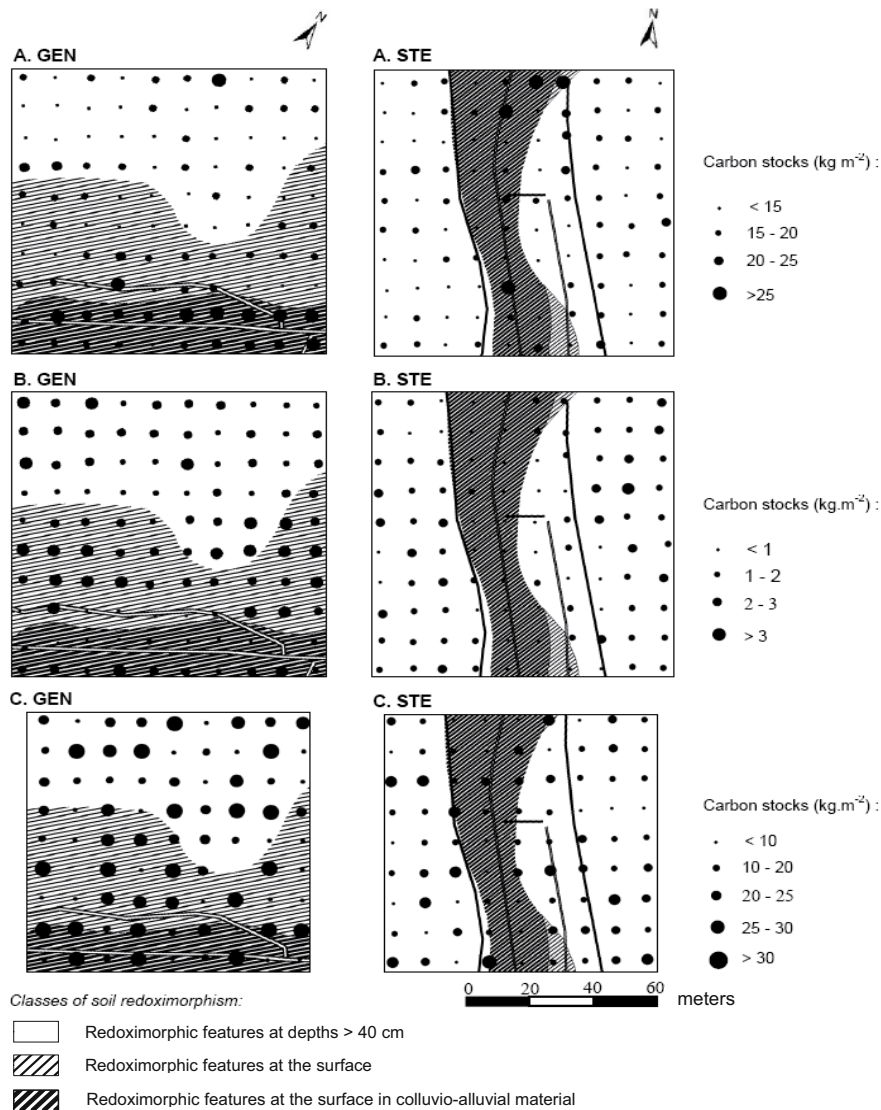 N
N
A. GEN
A. STE
Carbon stocks (kg m-2) :
< 15
15 - 20
20 - 25
>25
B. GEN
B. STE
Carbon stocks (kg.m-2) :
< 1
1 - 2
2 - 3
> 3
C. GEN
C. STE
Carbon stocks (kg.m-2) :
< 10
10 - 20
20 - 25
25 - 30
> 30
0 20 40 60
meters
Classes of soil redoximorphism:
Redoximorphic features at depths > 40 cm
Redoximorphic features at the surface
Redoximorphic features at the surface in colluvio-alluvial material